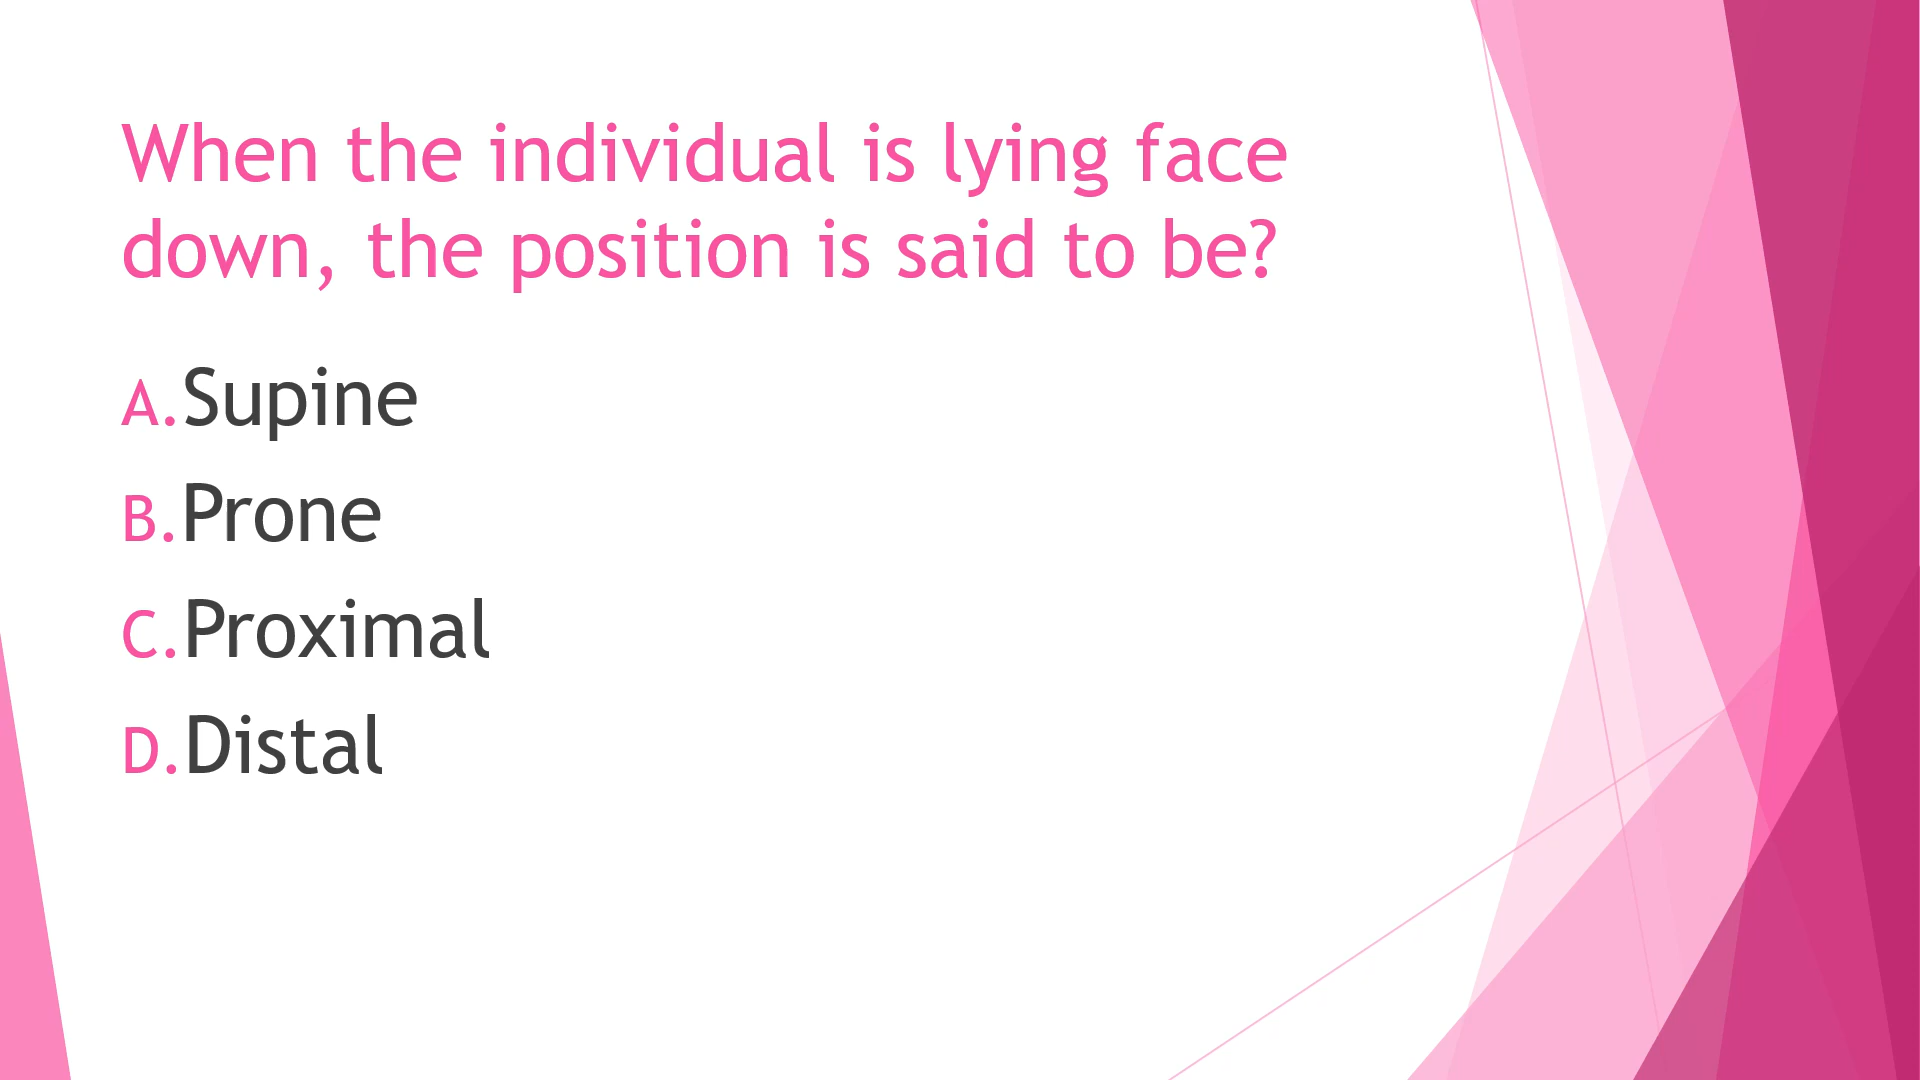 When the individual is lying face
down, the position is said to be?
A.Supine
B.Prone
C.Proximal
D.Distal